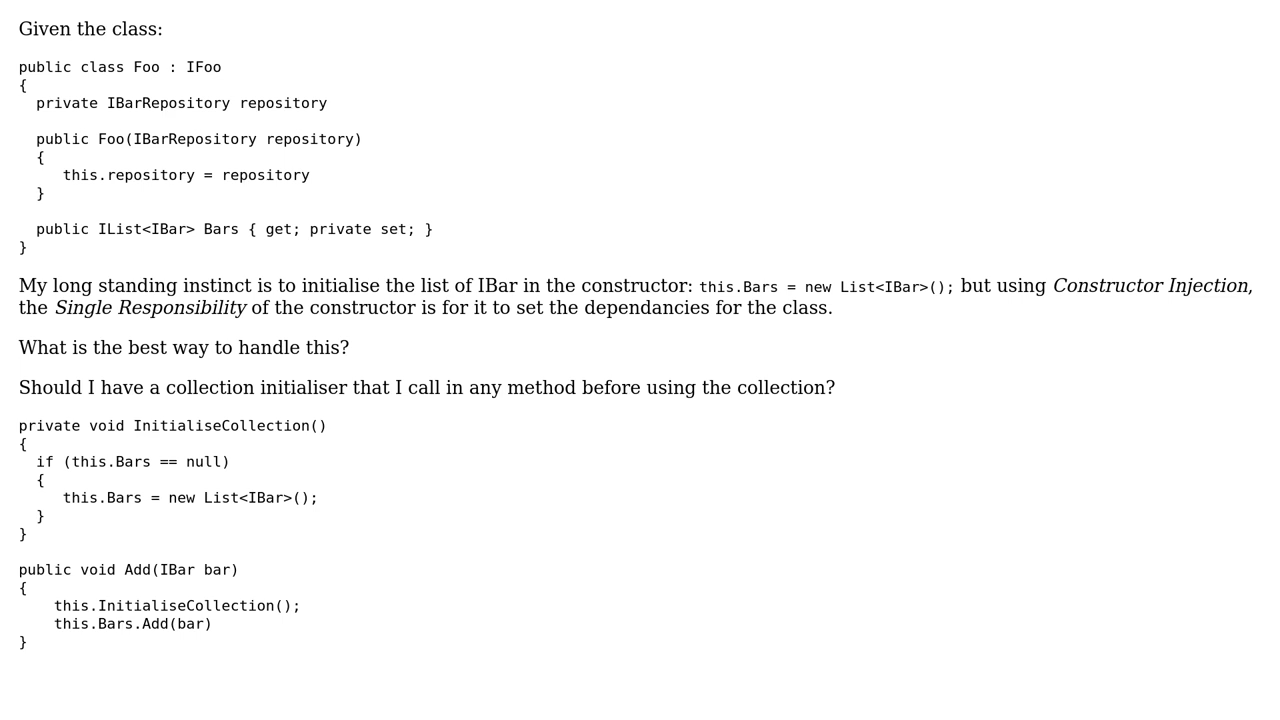 Given the class:
public class Foo : IFoo
{
  private IBarRepository repository
  public Foo(IBarRepository repository)
  {
     this.repository = repository
  }
  public IList<IBar> Bars { get; private set; }
}
My long standing instinct is to initialise the list of IBar in the constructor: this.Bars = new List<IBar>(); but using Constructor Injection,
the Single Responsibility of the constructor is for it to set the dependancies for the class.
What is the best way to handle this?
Should I have a collection initialiser that I call in any method before using the collection?
private void InitialiseCollection()
{
  if (this.Bars == null)
  {
     this.Bars = new List<IBar>();
  }
}
public void Add(IBar bar)
{
    this.InitialiseCollection();
    this.Bars.Add(bar)
}